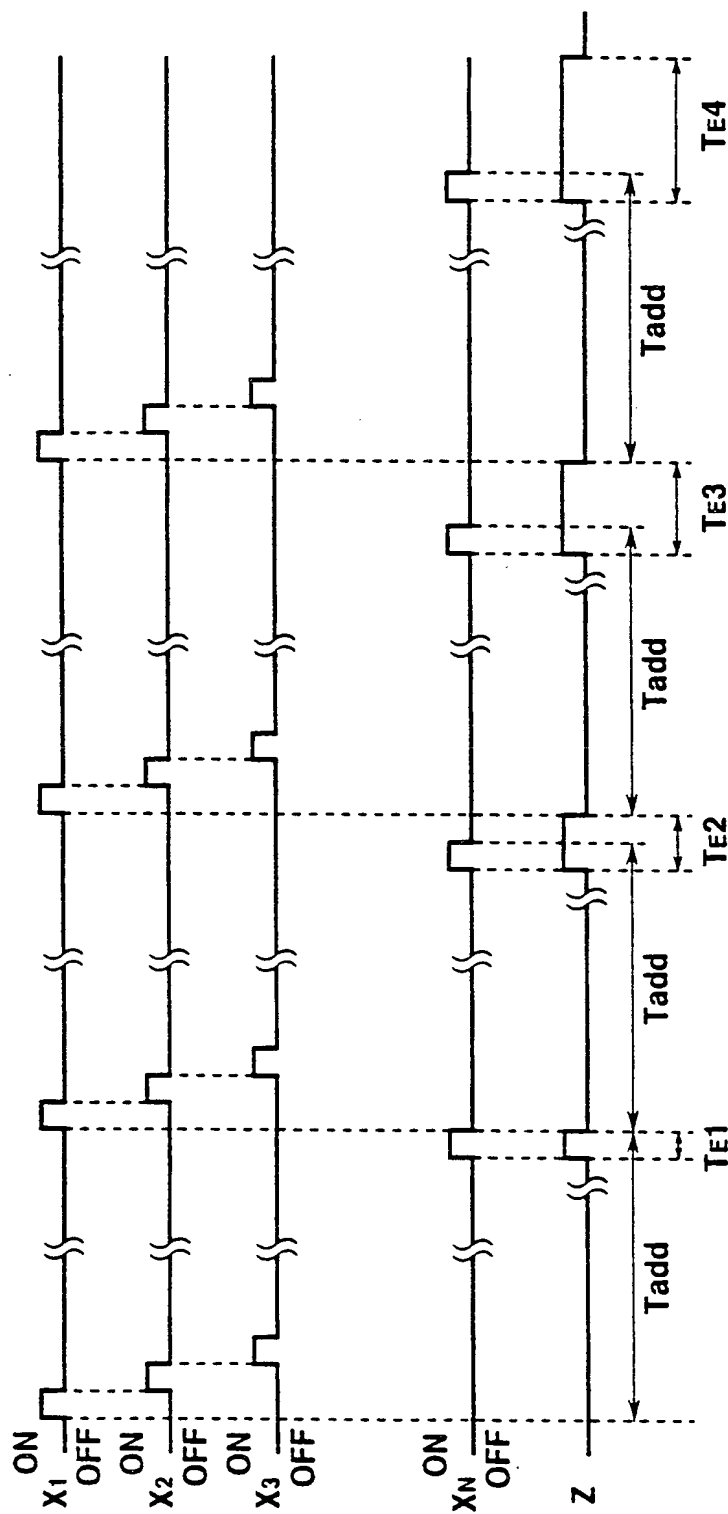 X1 ON OFF
X2 ON OFF
X3 ON OFF
XN ON OFF
Z
Tadd Tadd Tadd Tadd
TE1 TE2 TE3 TE4